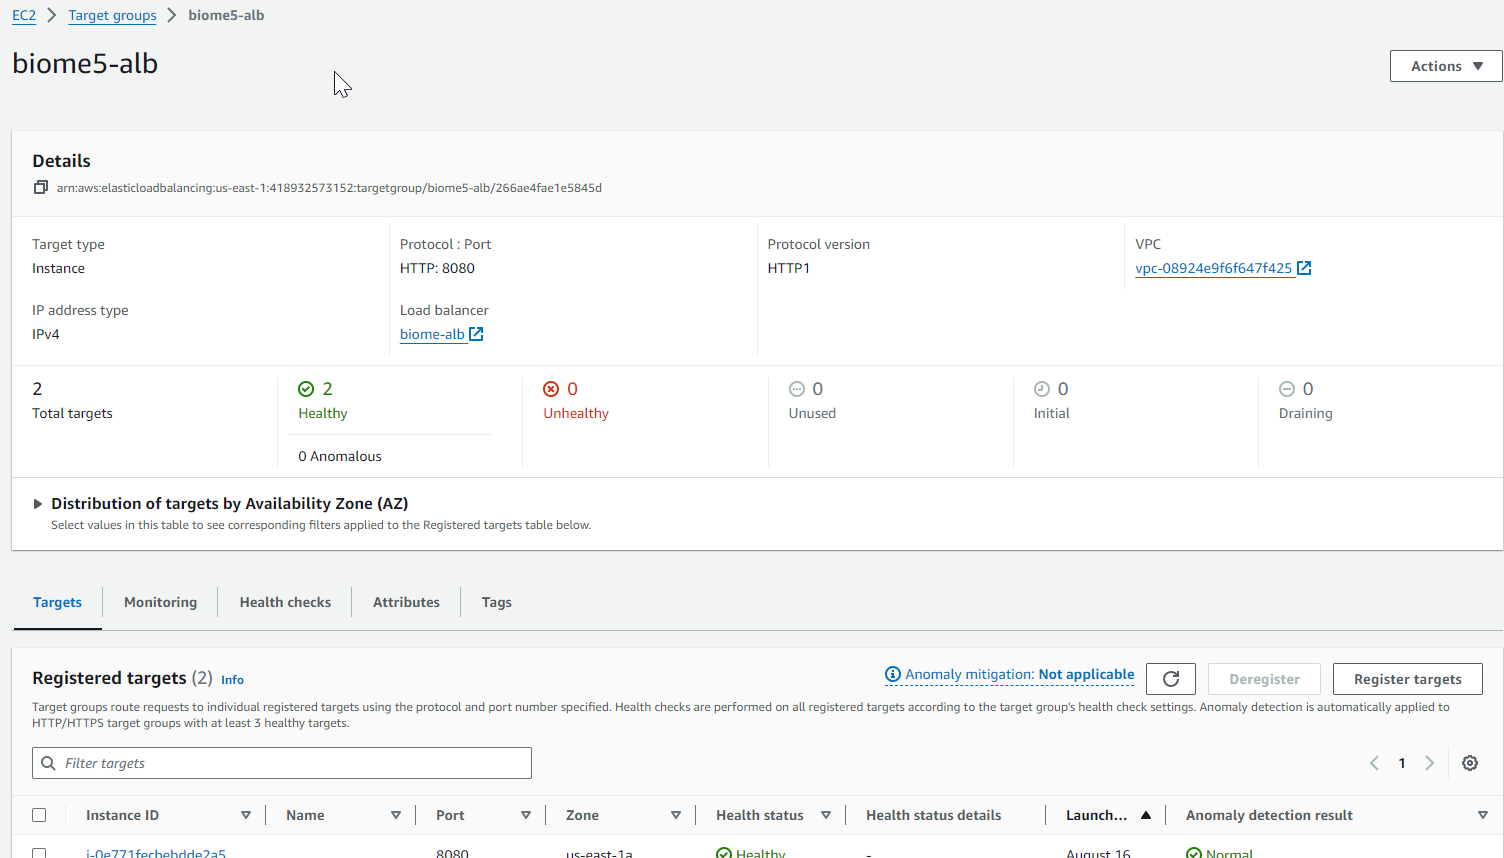 EC2 > Target groups > biome5-alb
biome5-alb
Actions
Details
arn:aws:elasticloadbalancing:us-east-1:418932573152:targetgroup/biome5-alb/266ae4fae1e5845d
Target type
Instance
Protocol : Port
HTTP: 8080
Protocol version
HTTP1
VPC
vpc-08924e9f6f647f425
IP address type
IPv4
Load balancer
biome-alb
2
Total targets
2
Healthy
0 Anomalous
0
Unhealthy
0
Unused
0
Initial
0
Draining
Distribution of targets by Availability Zone (AZ)
Select values in this table to see corresponding filters applied to the Registered targets table below.
Targets
Monitoring
Health checks
Attributes
Tags
Registered targets (2) Info
Anomaly mitigation: Not applicable
Deregister
Register targets
Target groups route requests to individual registered targets using the protocol and port number specified. Health checks are performed on all registered targets according to the target group's health check settings. Anomaly detection is automatically applied to
HTTP/HTTPS target groups with at least 3 healthy targets.
Filter targets
1
Instance ID
Name
Port
Zone
Health status
Health status details
Launch...
Anomaly detection result
i-0e771fecbebdde2a5
8080
us-east-1a
Healthy
-
August 16
Normal